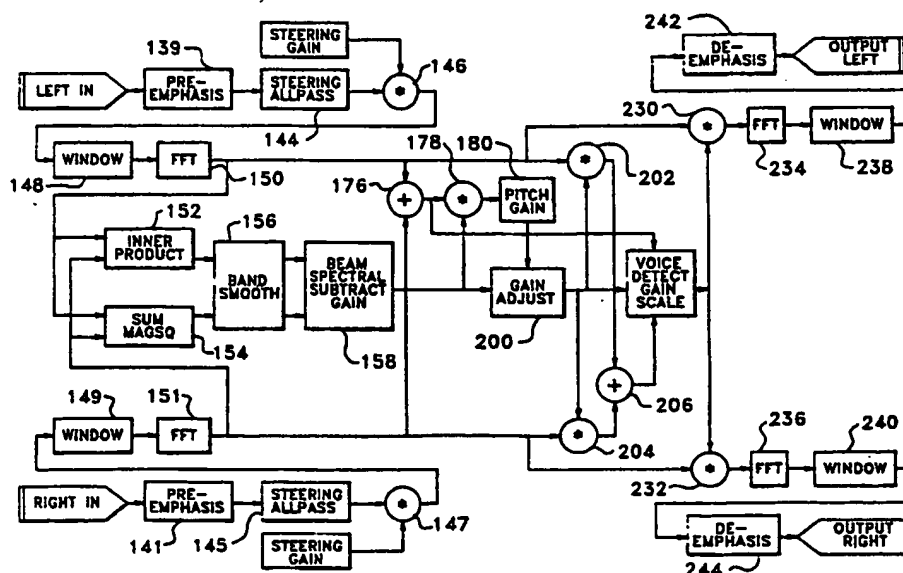 242
STEERING
GAIN
139
DE-
EMPHASIS
OUTPUT
LEFT
LEFT IN
PRE-
EMPHASIS
STEERING
ALLPASS
*
146
230
144
*
FFT
WINDOW
234
238
WINDOW
FFT
148
150
178
180
*
202
176
+
*
PITCH
GAIN
152
156
INNER
PRODUCT
BAND
SMOOTH
BEAM
SPECTRAL
SUBTRACT
GAIN
GAIN
ADJUST
VOICE
DETECT
GAIN
SCALE
SUM
MAGSQ
154
158
200
+
206
149
151
WINDOW
FFT
*
204
236
240
*
232
FFT
WINDOW
RIGHT IN
PRE-
EMPHASIS
STEERING
ALLPASS
*
147
141
145
STEERING
GAIN
DE-
EMPHASIS
OUTPUT
RIGHT
244